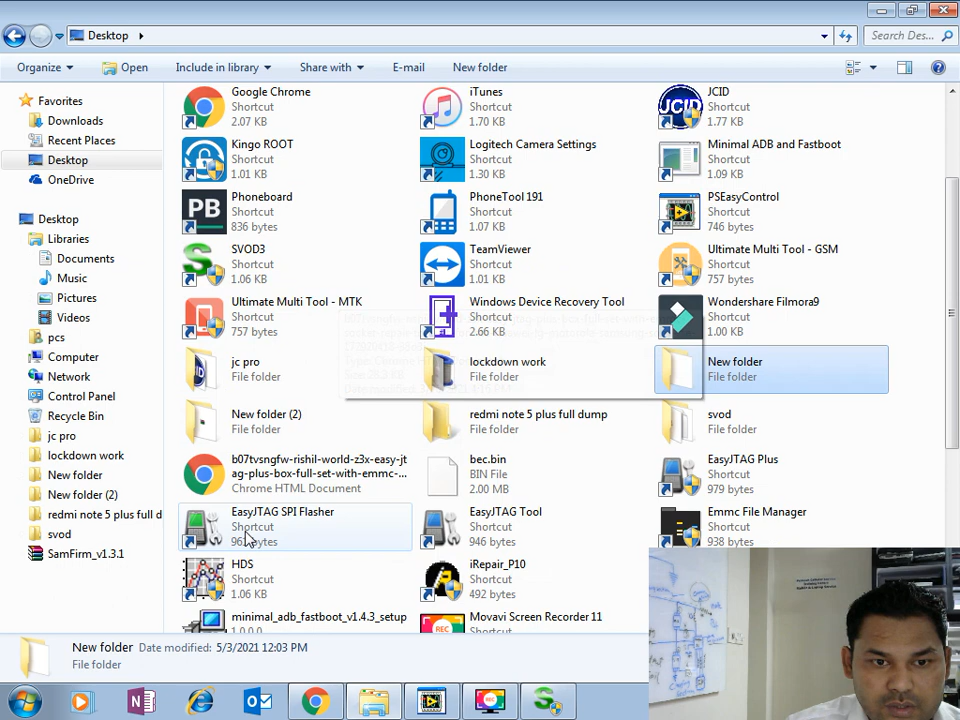 Desktop
Search Des...
Organize
Open
Include in library
Share with
E-mail
New folder
Favorites
Downloads
Recent Places
Desktop
OneDrive
Desktop
Libraries
Documents
Music
Pictures
Videos
pcs
Computer
Network
Control Panel
Recycle Bin
jc pro
lockdown work
New folder
New folder (2)
redmi note 5 plus full d
svod
SamFirm_v1.3.1
Google Chrome
Shortcut
2.07 KB
iTunes
Shortcut
1.70 KB
JCID
JCID
Shortcut
1.77 KB
Kingo ROOT
Shortcut
1.01 KB
Logitech Camera Settings
Shortcut
1.30 KB
Minimal ADB and Fastboot
Shortcut
1.09 KB
PB
Phoneboard
Shortcut
836 bytes
PhoneTool 191
Shortcut
1.07 KB
PSEasyControl
Shortcut
746 bytes
SVOD3
Shortcut
1.06 KB
TeamViewer
Shortcut
1.01 KB
Ultimate Multi Tool - GSM
Shortcut
757 bytes
Ultimate Multi Tool - MTK
Shortcut
757 bytes
Windows Device Recovery Tool
Shortcut
2.66 KB
Wondershare Filmora9
Shortcut
1.00 KB
jc pro
File folder
lockdown work
File folder
New folder
File folder
New folder (2)
File folder
redmi note 5 plus full dump
File folder
svod
File folder
b07tvsngfw-rishil-world-z3x-easy-jt
ag-plus-box-full-set-with-emmc-...
Chrome HTML Document
bec.bin
BIN File
2.00 MB
EasyJTAG Plus
Shortcut
979 bytes
EasyJTAG SPI Flasher
Shortcut
EasyJTAG Tool
Shortcut
946 bytes
Emmc File Manager
Shortcut
938 bytes
HDS
Shortcut
1.06 KB
iRepair_P10
Shortcut
492 bytes
minimal_adb_fastboot_v1.4.3_setup
1.0.0.0
REC
Movavi Screen Recorder 11
Shortcut
New folder Date modified: 5/3/2021 12:03 PM
File folder
REC